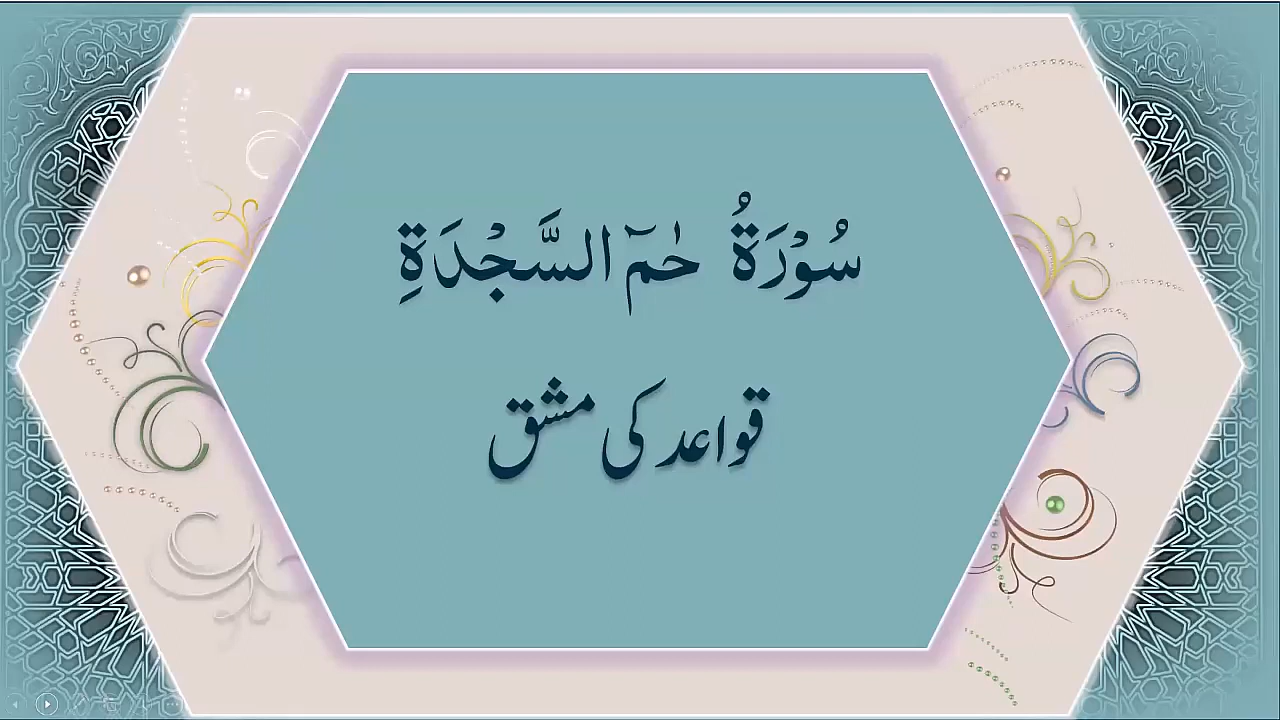 سُوْرَةُ حٰمٓ السَّجْدَةِ
قواعد کی مشق